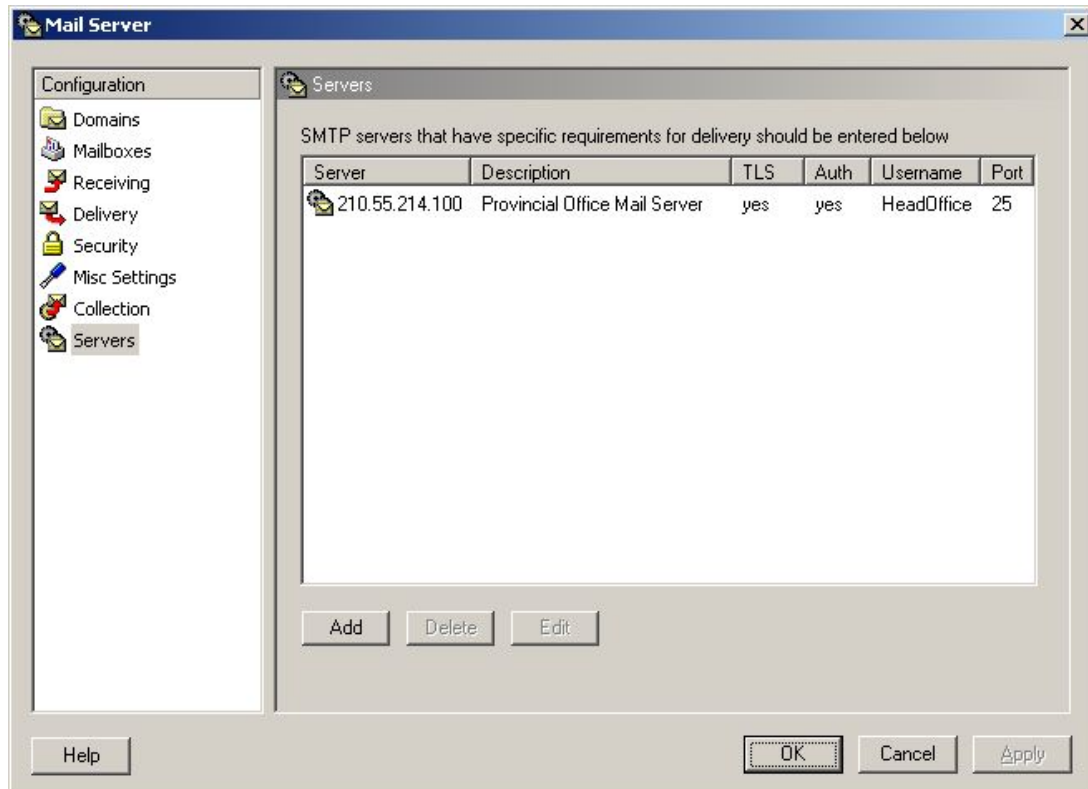 Mail Server
Configuration
Domains
Mailboxes
Receiving
Delivery
Security
Misc Settings
Collection
Servers
Servers
SMTP servers that have specific requirements for delivery should be entered below
Server Description TLS Auth Username Port
210.55.214.100 Provincial Office Mail Server yes yes HeadOffice 25
Add Delete Edit
Help OK Cancel Apply